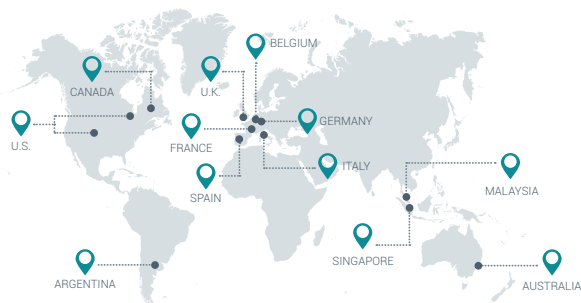 BELGIUM
CANADA
U.K.
GERMANY
U.S.
FRANCE
ITALY
MALAYSIA
SPAIN
SINGAPORE
ARGENTINA
AUSTRALIA